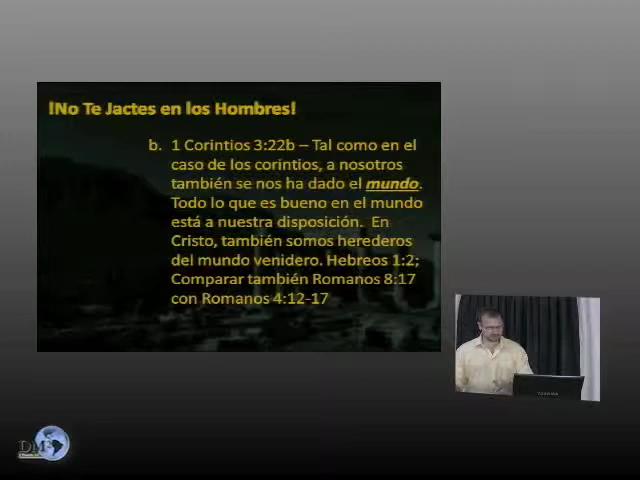 !No Te Jactes en los Hombres!
b. 1 Corintios 3:22b – Tal como en el
caso de los corintios, a nosotros
también se nos ha dado el mundo.
Todo lo que es bueno en el mundo
está a nuestra disposición. En
Cristo, también somos herederos
del mundo venidero. Hebreos 1:2;
Comparar también Romanos 8:17
con Romanos 4:12-17
TOSHIBA